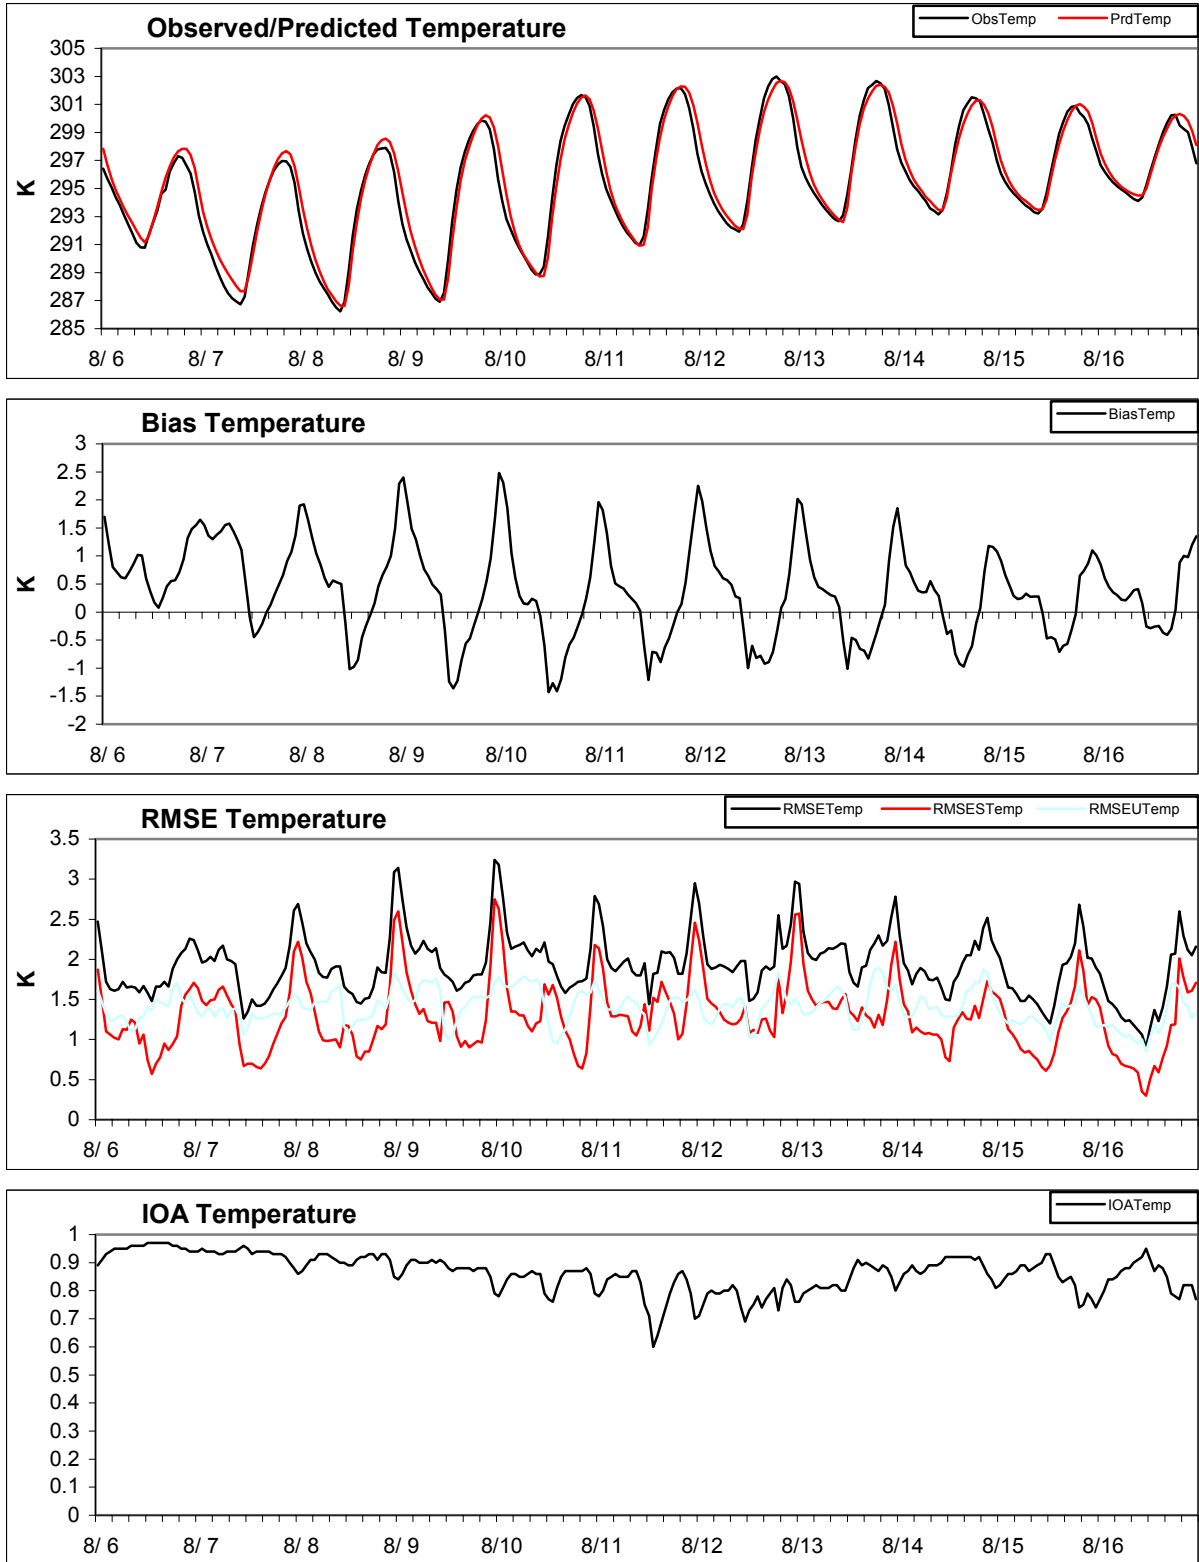 Observed/Predicted Temperature
ObsTemp PrdTemp
305
303
301
299
297
295
293
291
289
287
285
K
8/ 6 8/ 7 8/ 8 8/ 9 8/10 8/11 8/12 8/13 8/14 8/15 8/16
Bias Temperature
BiasTemp
3
2.5
2
1.5
1
0.5
0
-0.5
-1
-1.5
-2
K
8/ 6 8/ 7 8/ 8 8/ 9 8/10 8/11 8/12 8/13 8/14 8/15 8/16
RMSE Temperature
RMSETemp RMSESTemp RMSEUTemp
3.5
3
2.5
2
1.5
1
0.5
0
K
8/ 6 8/ 7 8/ 8 8/ 9 8/10 8/11 8/12 8/13 8/14 8/15 8/16
IOA Temperature
IOATemp
1
0.9
0.8
0.7
0.6
0.5
0.4
0.3
0.2
0.1
0
8/ 6 8/ 7 8/ 8 8/ 9 8/10 8/11 8/12 8/13 8/14 8/15 8/16